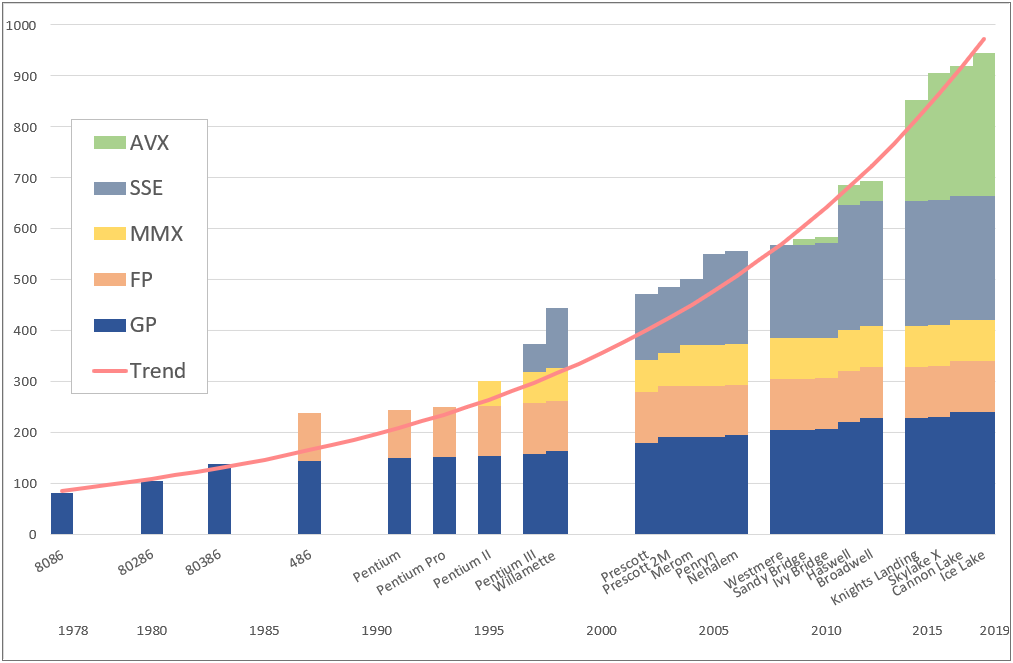 1000
900
800
700
600
500
400
300
200
100
0
AVX
SSE
MMX
FP
GP
Trend
8086
80286
80386
486
Pentium
Pentium Pro
Pentium II
Pentium III
Willamette
Prescott
Prescott 2M
Merom
Penryn
Nehalem
Westmere
Sandy Bridge
Ivy Bridge
Haswell
Broadwell
Knights Landing
Skylake X
Cannon Lake
Ice Lake
1978 1980 1985 1990 1995 2000 2005 2010 2015 2019